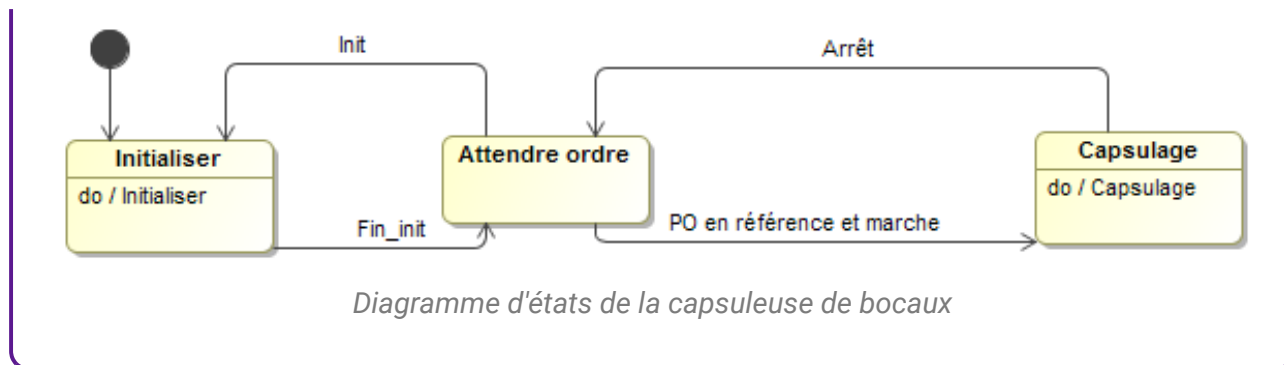 Init
Arrêt
Initialiser
do / Initialiser
Attendre ordre
Capsulage
do / Capsulage
Fin_init
PO en référence et marche
Diagramme d'états de la capsuleuse de bocaux